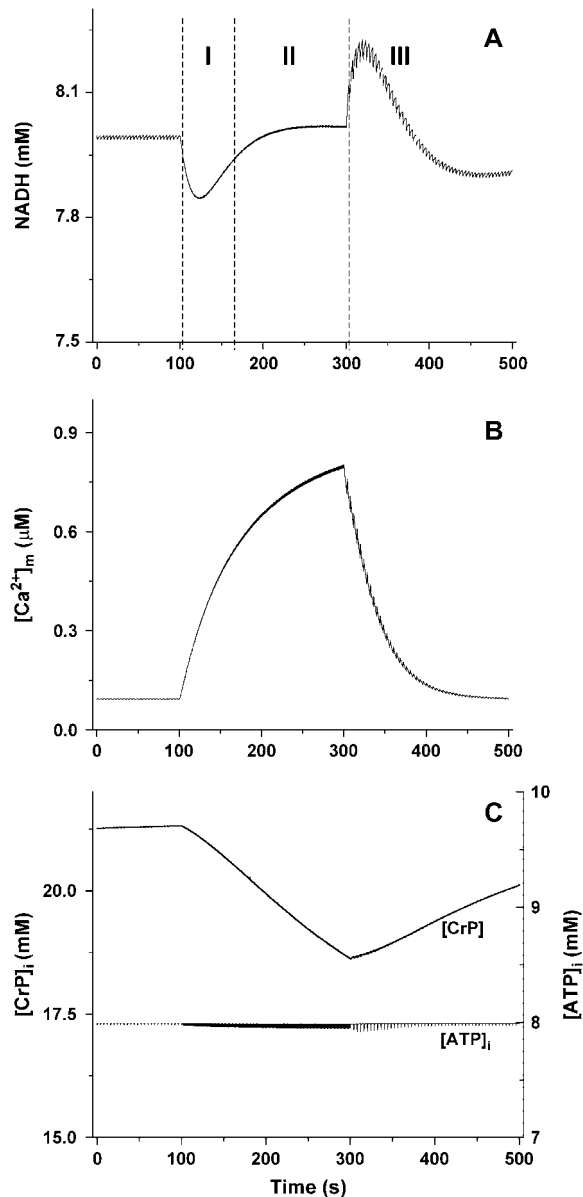 A
I II III
8.1
7.8
7.5
NADH (mM)
0 100 200 300 400 500
B
0.9
0.6
0.3
0.0
[Ca²⁺]ₘ (μM)
0 100 200 300 400 500
C
20.0
17.5
15.0
[CrP]ᵢ (mM)
10
9
8
7
[ATP]ᵢ (mM)
[CrP]
[ATP]ᵢ
0 100 200 300 400 500
Time (s)